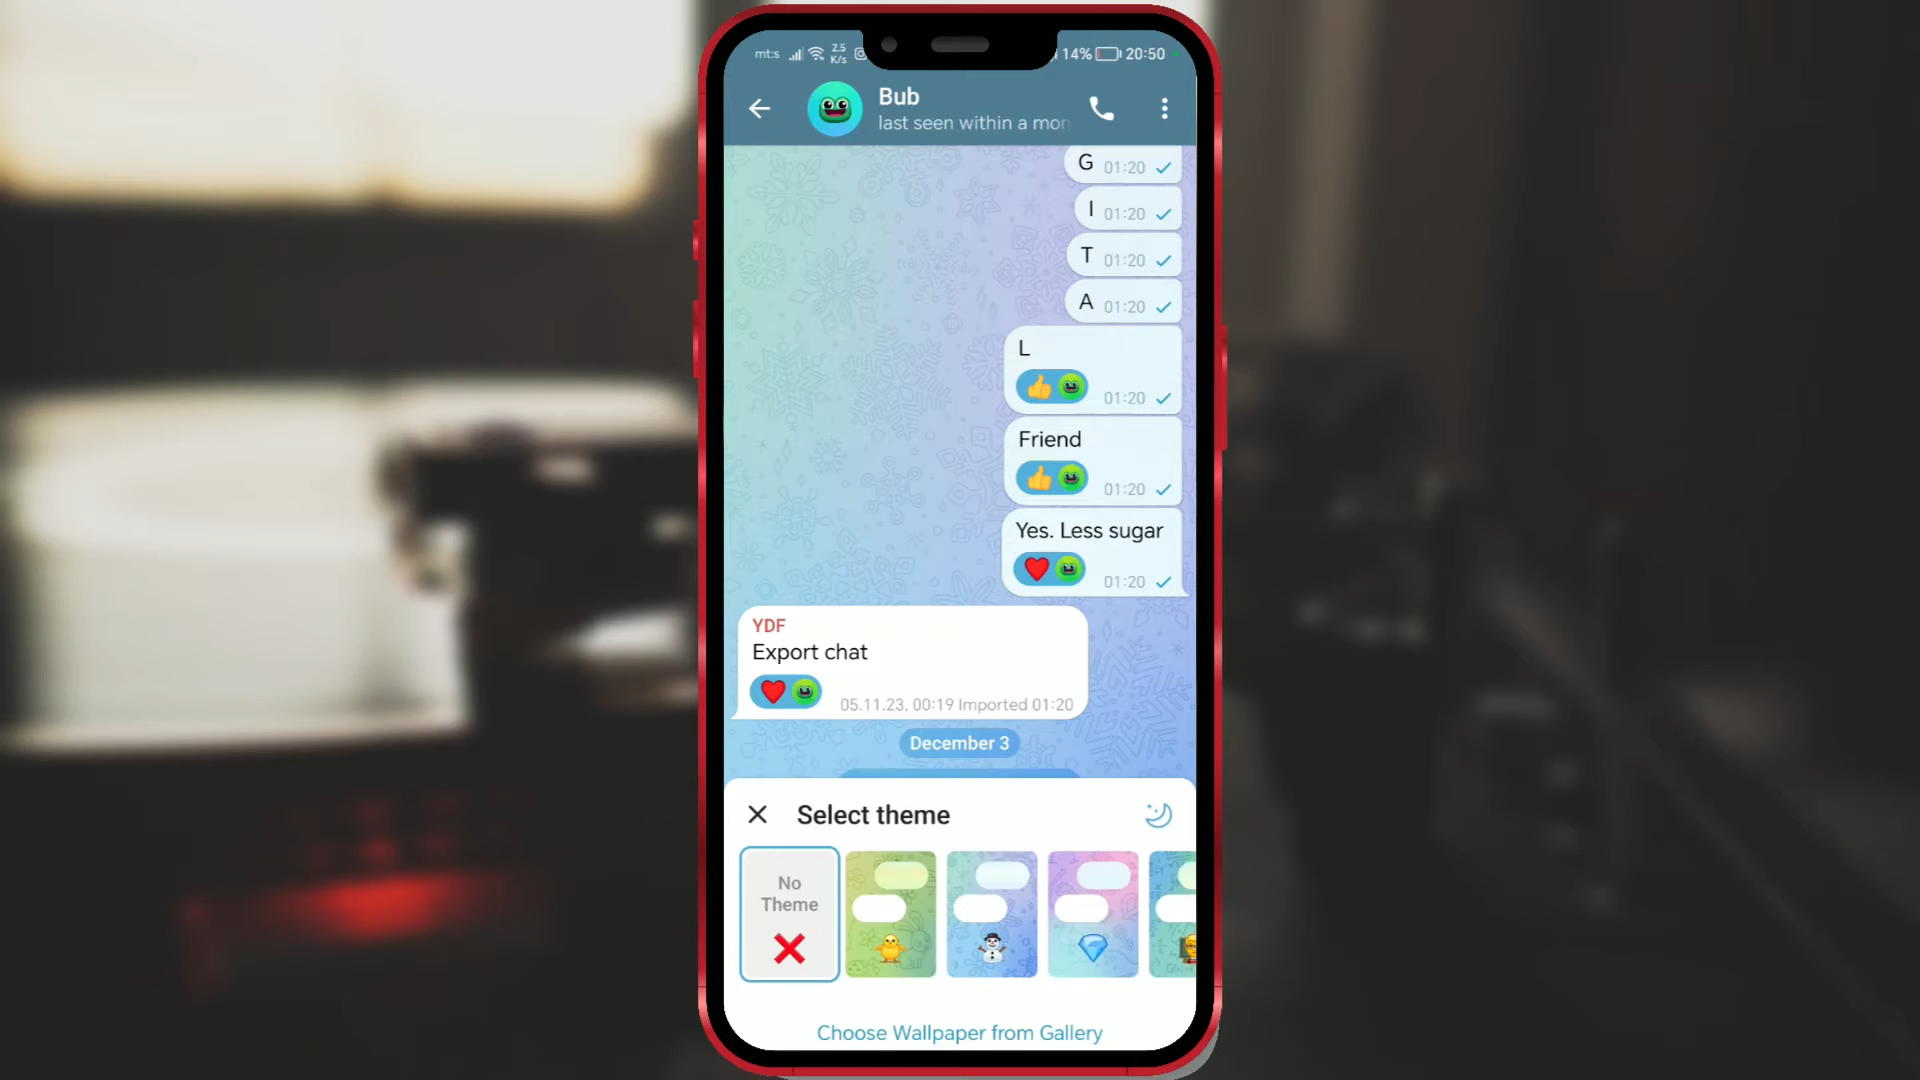 mt:s 2.5 K/s 14% 20:50
Bub
last seen within a mon
G 01:20
I 01:20
T 01:20
A 01:20
L
01:20
Friend
01:20
Yes. Less sugar
01:20
YDF
Export chat
05.11.23, 00:19 Imported 01:20
December 3
Select theme
No
Theme
Choose Wallpaper from Gallery